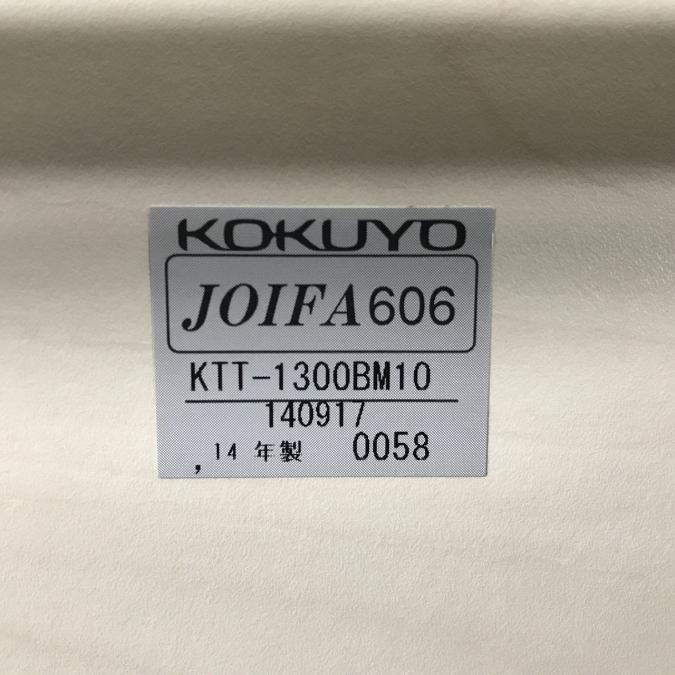 KOKUYO
JOIFA606
KTT-1300BM10
140917
,14 年製 0058